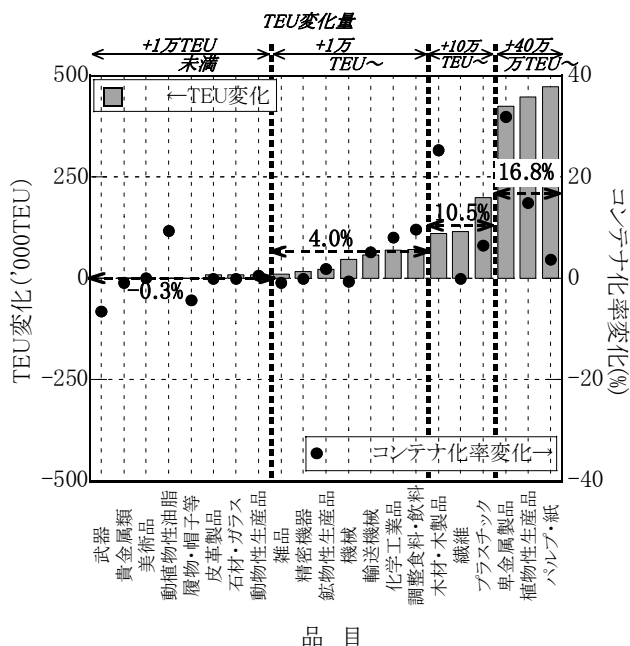 TEU変化量
+1万TEU
未満
+1万
TEU～
+10万
TEU～
+40万
万TEU～
500
250
0
−250
−500
40
20
0
−20
−40
←TEU変化
16.8%
10.5%
4.0%
−0.3%
コンテナ化率変化→
TEU変化('000TEU)
コンテナ化率変化(%)
武器
貴金属類
美術品
動植物性油脂
履物・帽子等
皮革製品
石材・ガラス
動物性生産品
雑品
精密機器
鉱物性生産品
機械
輸送機械
化学工業品
調整食料・飲料
木材・木製品
繊維
プラスチック
卑金属製品
植物性生産品
パルプ・紙
品 目